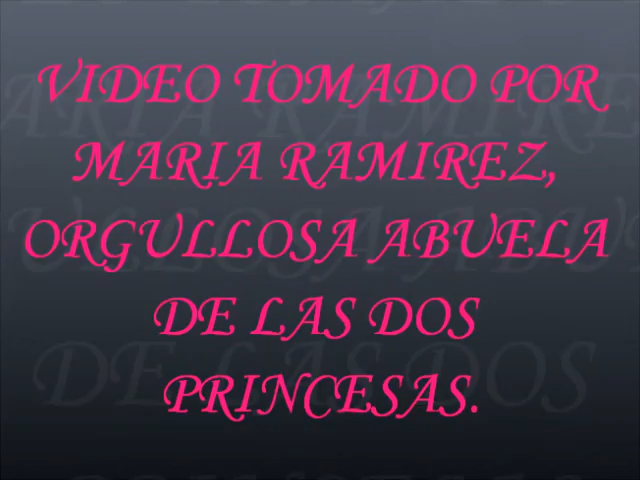 VIDEO TOMADO POR
MARIA RAMIREZ,
ORGULLOSA ABUELA
DE LAS DOS
PRINCESAS.